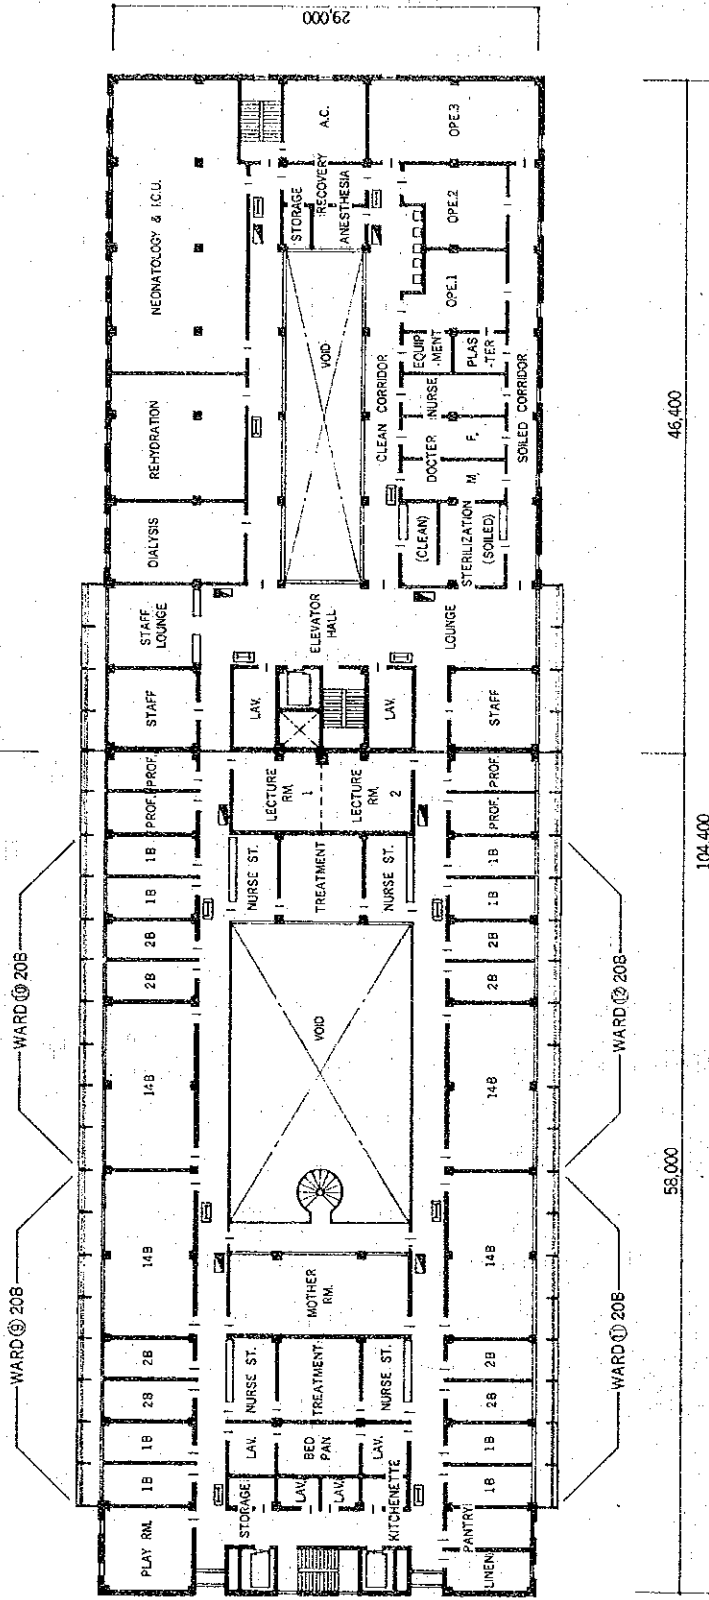 29,000
NEONATOLOGY & I.C.U.
A.C.
OPE.3
RECOVERY
STORAGE
ANESTHESIA
OPE.2
OPE.1
VOID
EQUIP
-MENT
PLAS
-TER
REHYDRATION
CLEAN CORRIDOR
NURSE
DOCTER
F.
M.
SOILED CORRIDOR
46,400
DIALYSIS
(CLEAN)
STERILIZATION
(SOILED)
STAFF
LOUNGE
ELEVATOR
HALL
LOUNGE
STAFF
LAV.
LAV.
STAFF
PROF.
PROF.
LECTURE
RM. 1
LECTURE
RM. 2
PROF.
PROF.
104,400
1B
1B
2B
2B
NURSE ST.
TREATMENT
NURSE ST.
1B
1B
2B
2B
WARD ⑩ 20B
14B
VOID
14B
WARD ⑫ 20B
58,000
WARD ⑨ 20B
14B
MOTHER
RM.
14B
WARD ⑪ 20B
2B
2B
1B
1B
NURSE ST.
TREATMENT
NURSE ST.
2B
2B
1B
1B
LAV.
BED
PAN
LAV.
LAV.
LAV.
STORAGE
KITCHENETTE
PLAY RM.
PANTRY
LINEN